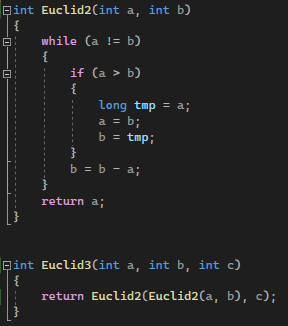 int Euclid2(int a, int b)
{
    while (a != b)
    {
        if (a > b)
        {
            long tmp = a;
            a = b;
            b = tmp;
        }
        b = b - a;
    }
    return a;
}

int Euclid3(int a, int b, int c)
{
    return Euclid2(Euclid2(a, b), c);
}